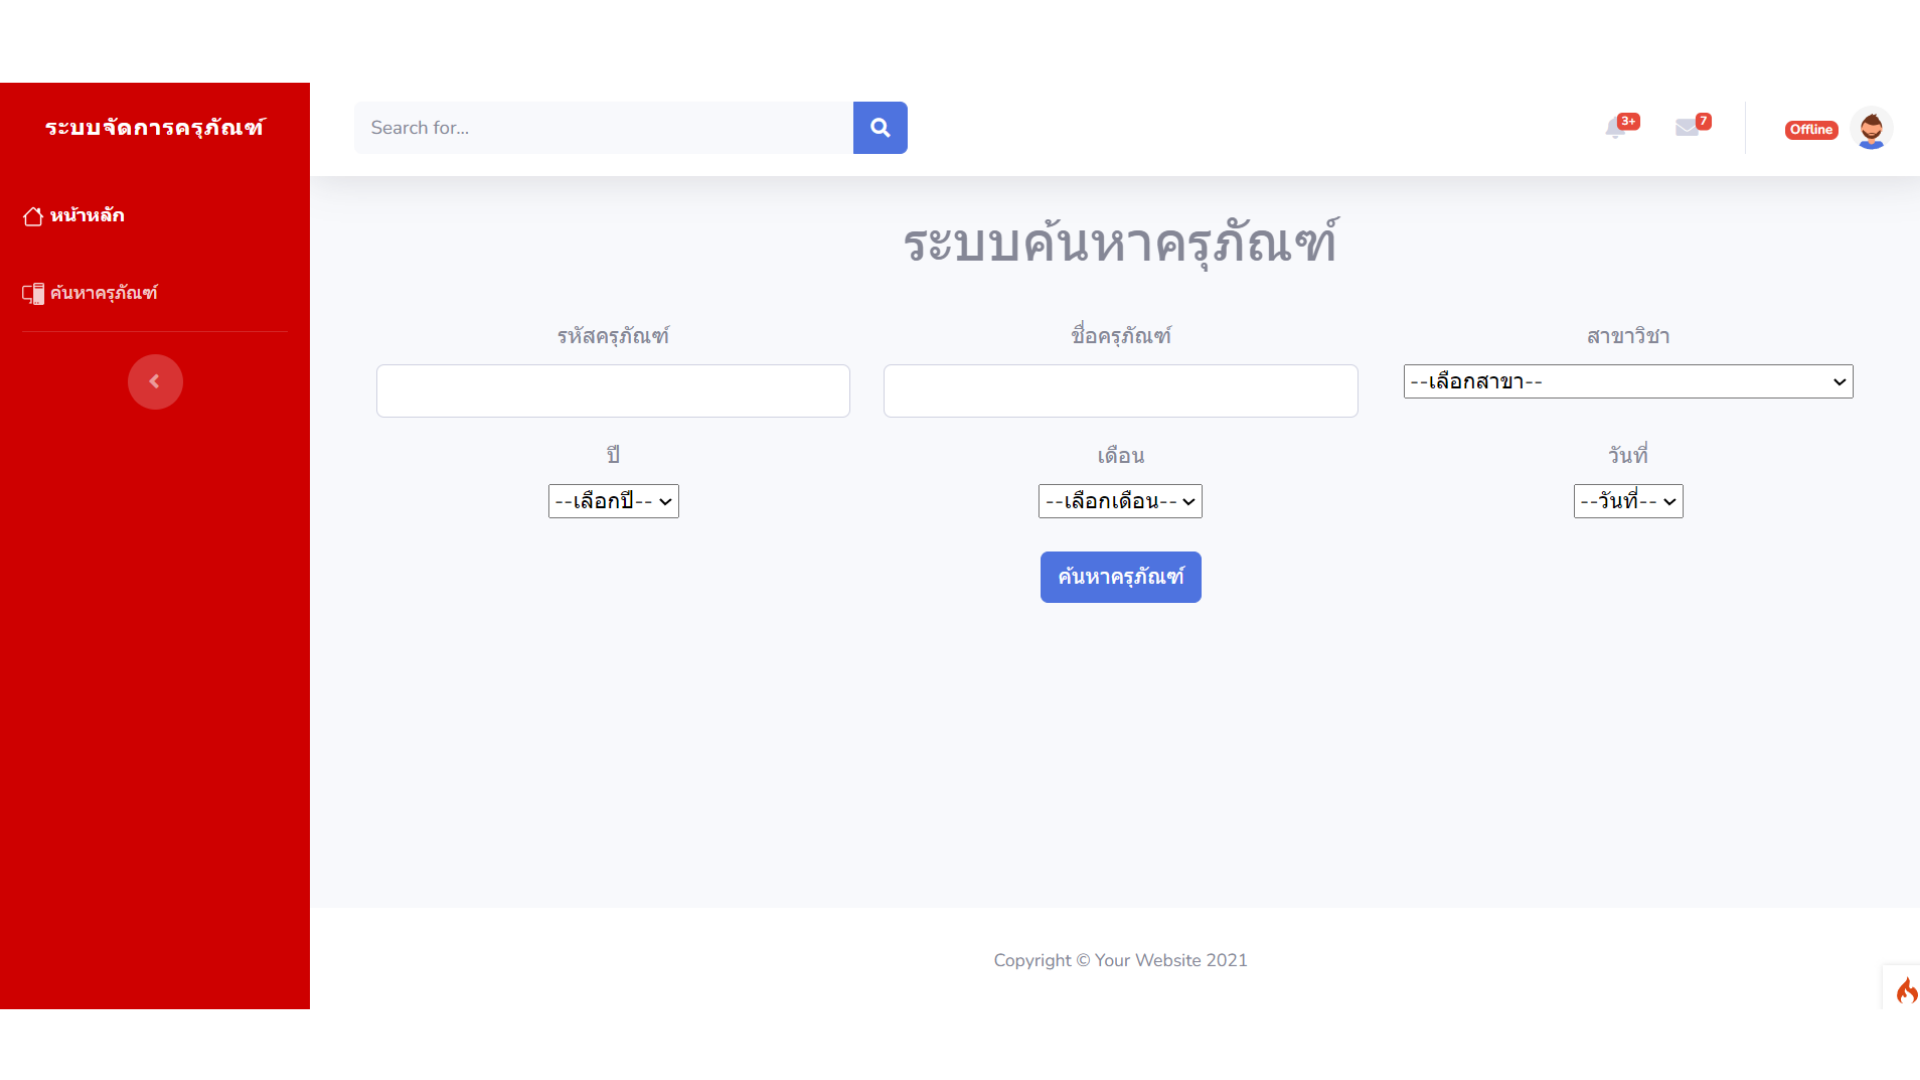 ระบบจัดการครุภัณฑ์
Search for...
3+
7
Offline
หน้าหลัก
ค้นหาครุภัณฑ์
ระบบค้นหาครุภัณฑ์
รหัสครุภัณฑ์
ชื่อครุภัณฑ์
สาขาวิชา
--เลือกสาขา--
ปี
เดือน
วันที่
--เลือกปี--
--เลือกเดือน--
--วันที่--
ค้นหาครุภัณฑ์
Copyright © Your Website 2021